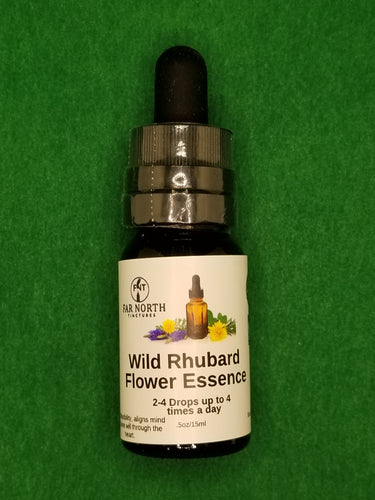 FNT
FAR NORTH
TINCTURES
Wild Rhubard
Flower Essence
2-4 Drops up to 4
times a day
.5oz/15ml
aligns mind
will through the
heart.